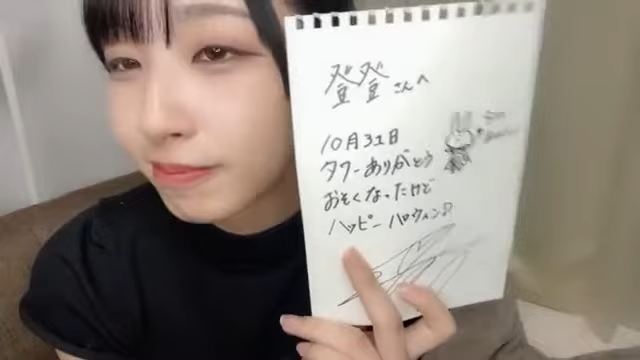 登登さんへ
10月31日
タワーありがとう
おそくなったけど
ハッピーハロウィン♪